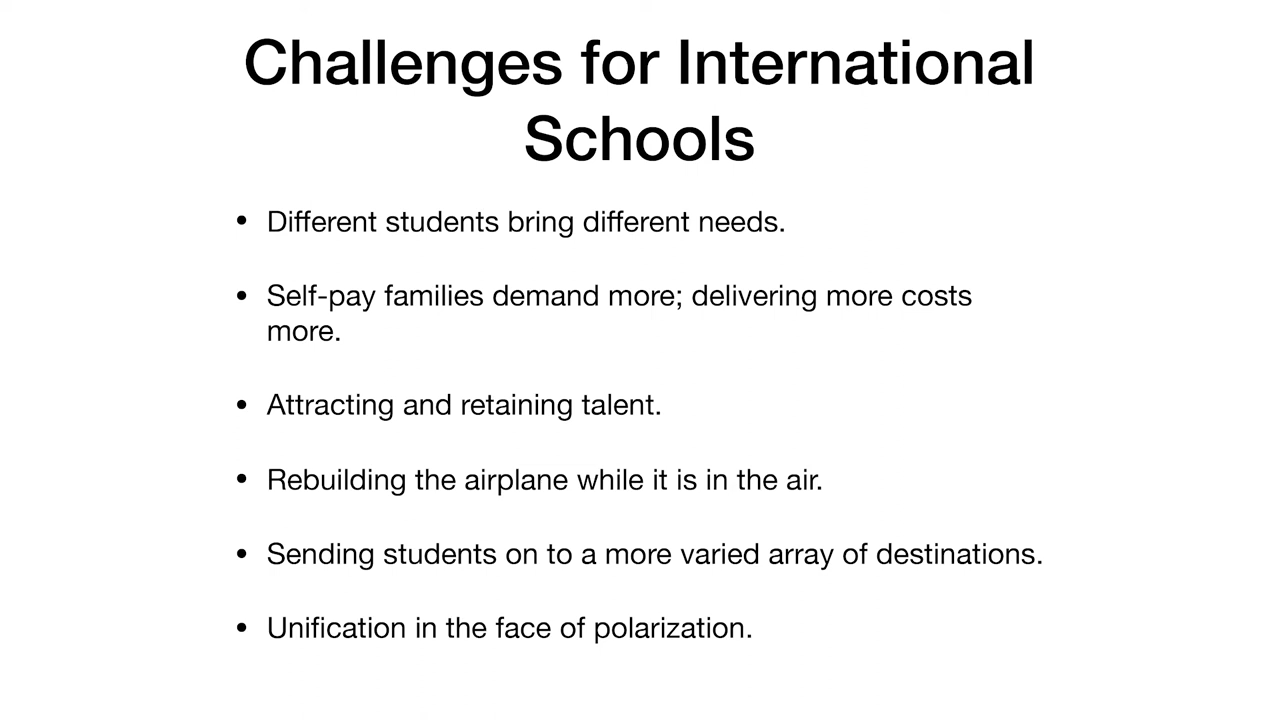 Challenges for International
Schools
• Different students bring different needs.
• Self-pay families demand more; delivering more costs
more.
• Attracting and retaining talent.
• Rebuilding the airplane while it is in the air.
• Sending students on to a more varied array of destinations.
• Unification in the face of polarization.